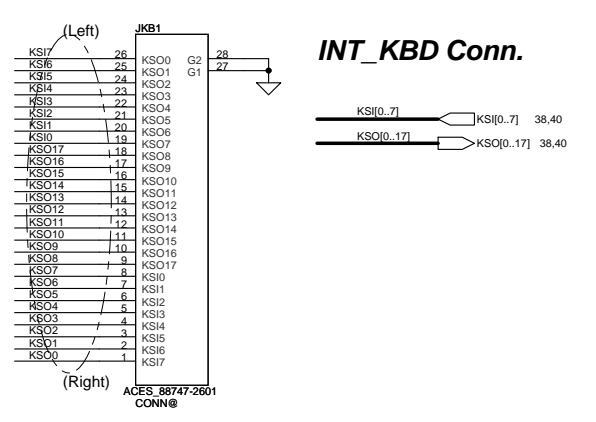 (Left)
JKB1
INT_KBD Conn.
KSI7 26 KSO0 G2 28
KSI6 25 KSO1 G1 27
KSI5 24 KSO2
KSI4 23 KSO3
KSI3 22 KSO4
KSI2 21 KSO5
KSI1 20 KSO6
KSI0 19 KSO7
KSO17 18 KSO8
KSO16 17 KSO9
KSO15 16 KSO10
KSO14 15 KSO11
KSO13 14 KSO12
KSO12 13 KSO13
KSO11 12 KSO14
KSO10 11 KSO15
KSO9 10 KSO16
KSO8 9 KSO17
KSO7 8 KSI0
KSO6 7 KSI1
KSO5 6 KSI2
KSO4 5 KSI3
KSO3 4 KSI4
KSO2 3 KSI5
KSO1 2 KSI6
KSO0 1 KSI7
(Right)
ACES_88747-2601
CONN@
KSI[0..7] KSI[0..7] 38,40
KSO[0..17] KSO[0..17] 38,40